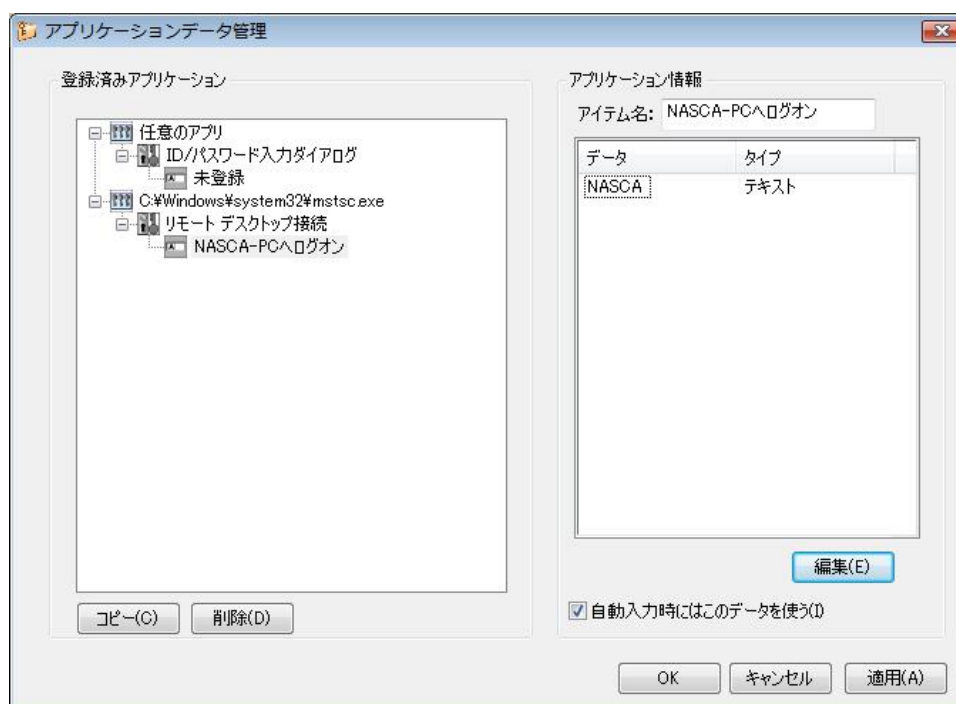 アプリケーションデータ管理
登録済みアプリケーション
任意のアプリ
ID/パスワード入力ダイアログ
未登録
C:¥Windows¥system32¥mstsc.exe
リモート デスクトップ接続
NASCA-PCへログオン
コピー(C)
削除(D)
アプリケーション情報
アイテム名: NASCA-PCへログオン
データ タイプ
NASCA テキスト
編集(E)
自動入力時にはこのデータを使う(I)
OK キャンセル 適用(A)